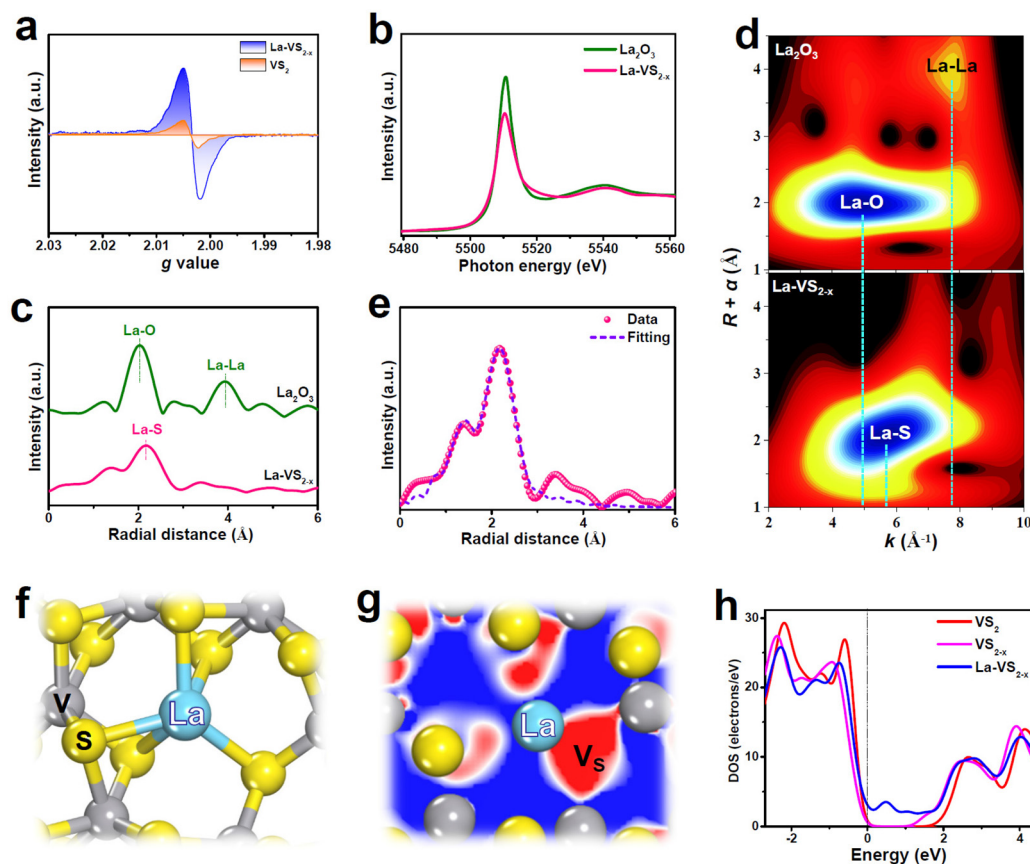 a
Intensity (a.u.)
La-VS2-x
VS2
2.03 2.02 2.01 2.00 1.99 1.98
g value
b
Intensity (a.u.)
La2O3
La-VS2-x
5480 5500 5520 5540 5560
Photon energy (eV)
c
Intensity (a.u.)
La-O
La-La
La2O3
La-S
La-VS2-x
0 2 4 6
Radial distance (Å)
e
Intensity (a.u.)
Data
Fitting
0 1 2 3 4 5 6
Radial distance (Å)
d
R + α (Å)
La2O3
La-La
La-O
4
3
2
1
La-VS2-x
La-S
4
3
2
1
2 4 6 8 10
k (Å-1)
f
V
S
La
g
La
VS
h
DOS (electrons/eV)
VS2
VS2-x
La-VS2-x
30
20
10
0
-2 0 2 4
Energy (eV)